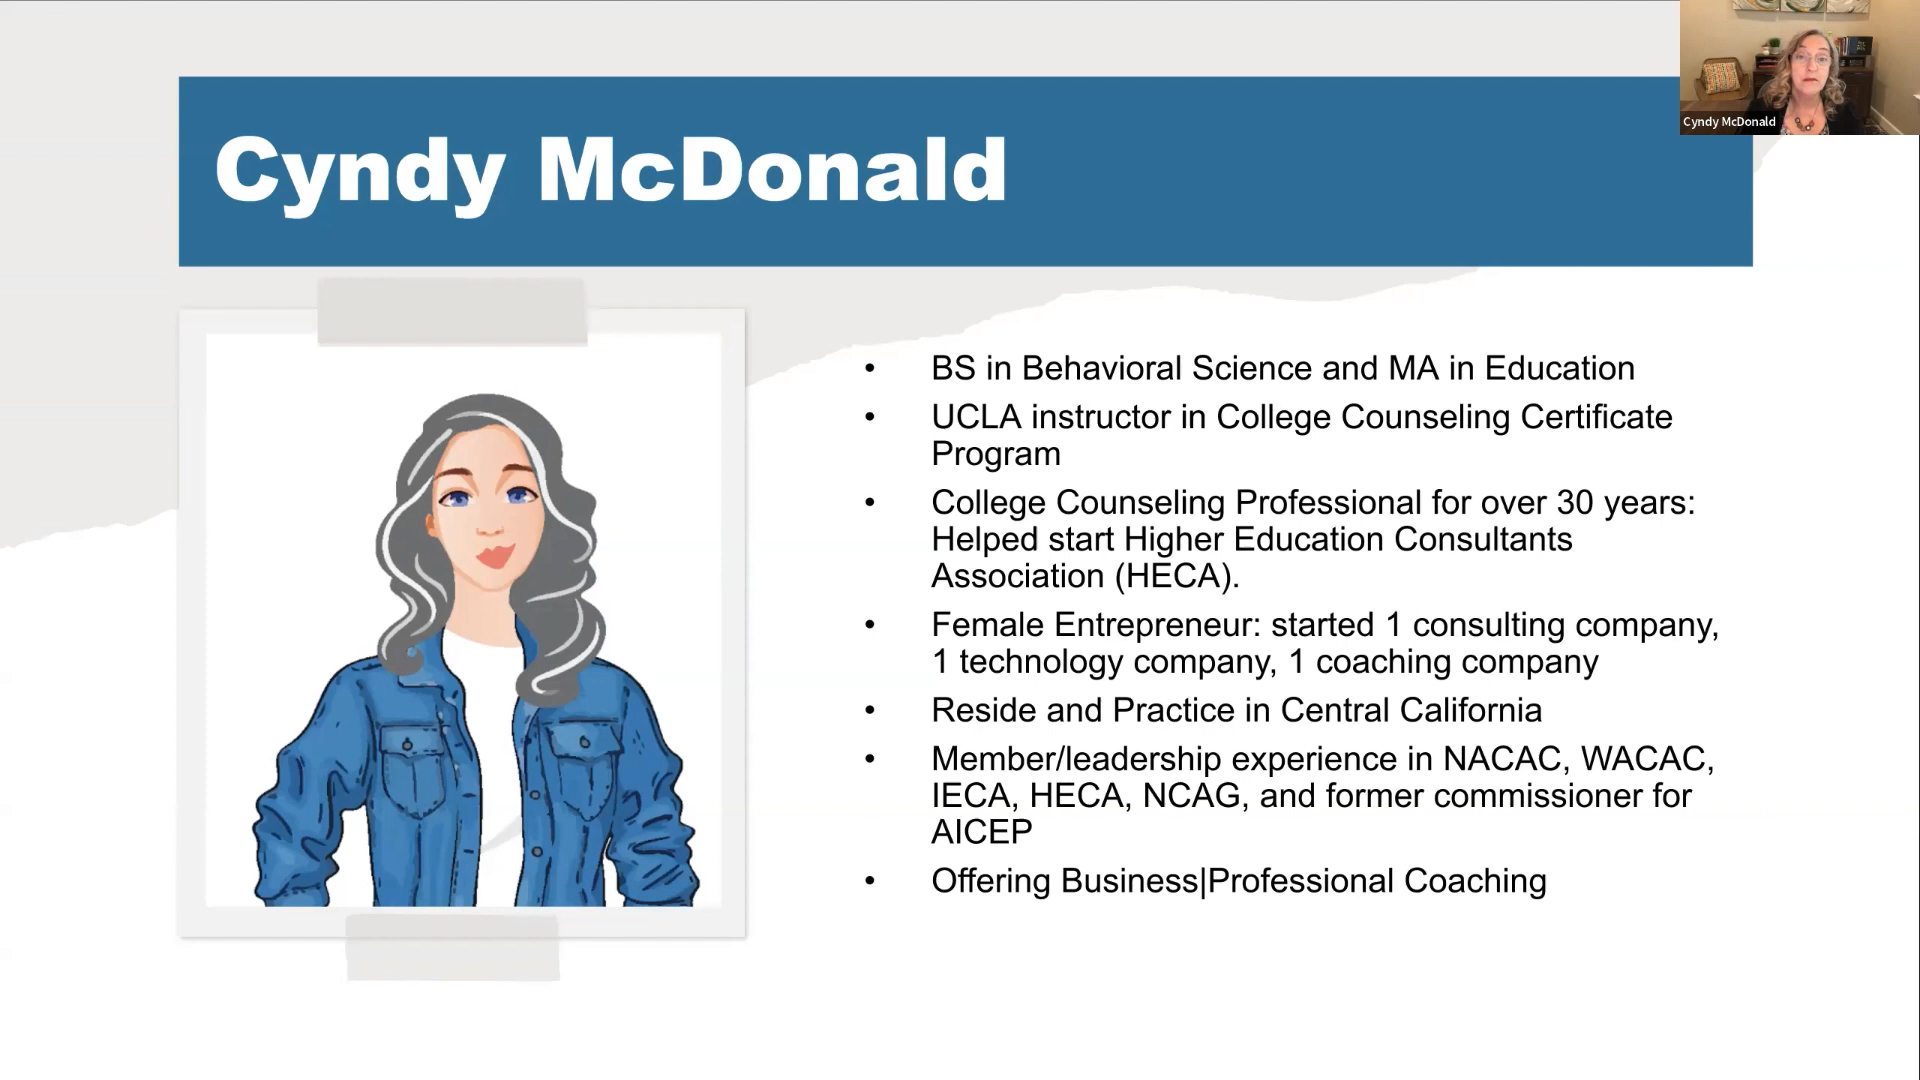 Cyndy McDonald
Cyndy McDonald
• BS in Behavioral Science and MA in Education
• UCLA instructor in College Counseling Certificate
Program
• College Counseling Professional for over 30 years:
Helped start Higher Education Consultants
Association (HECA).
• Female Entrepreneur: started 1 consulting company,
1 technology company, 1 coaching company
• Reside and Practice in Central California
• Member/leadership experience in NACAC, WACAC,
IECA, HECA, NCAG, and former commissioner for
AICEP
• Offering Business|Professional Coaching